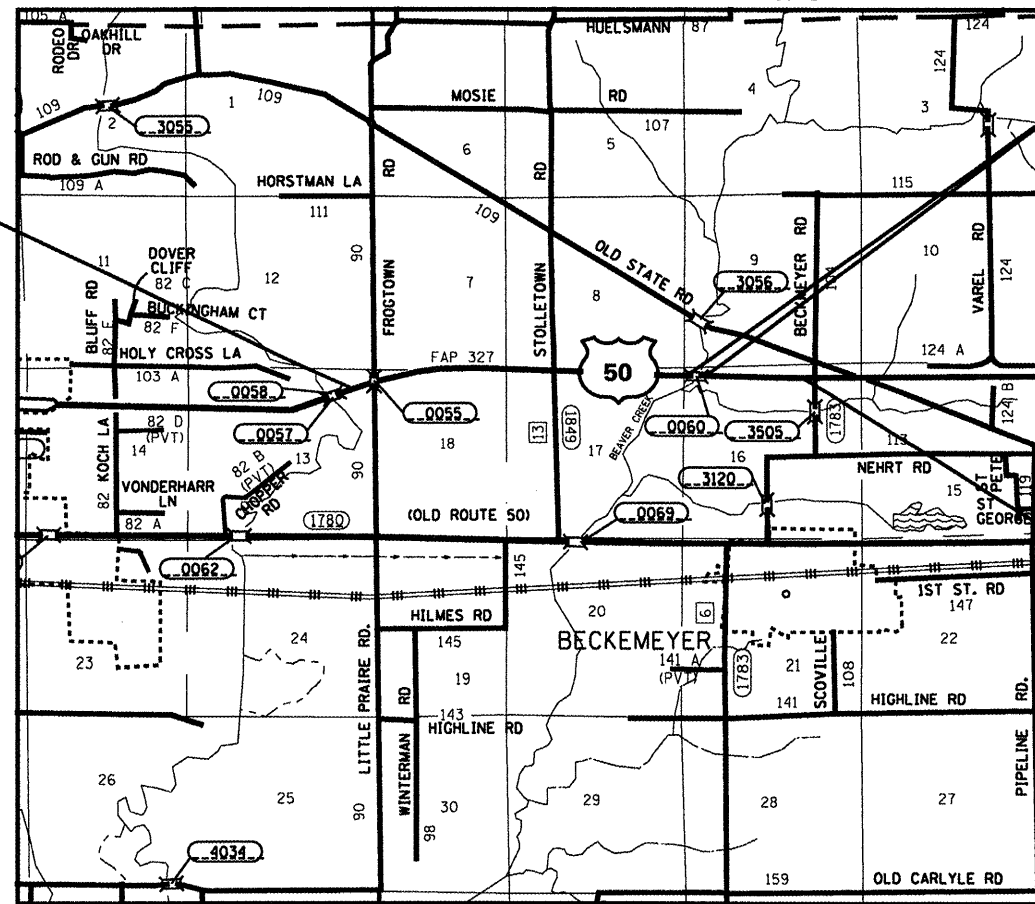 105 A
RODEO DR
OAKHILL DR
HUELSMANN
87
124
124
109
3055
2
1
109
MOSIE RD
107
4
3
ROD & GUN RD
109 A
HORSTMAN LA
111
RD
6
RD
5
115
109
OLD STATE RD
9
3056
BECKMEYER RD
10
VAREL RD
124
11
DOVER CLIFF
82 C
12
90
FROGTOWN
7
STOLLETOWN
8
BLUFF RD
82 E
BUCKINGHAM CT
82 F
HOLY CROSS LA
103 A
FAP 327
50
124 A
0058
0057
0055
0060
3505
1783
124 B
82 D
(PVT)
14
KOCH LA
82
82 B
(PVT)
13
CHOPPER RD
90
18
13
1849
17
BEAVER CREEK
16
113
NEHRT RD
15
ST PETE
119
ST GEORGE
3120
VONDERHARR LN
82 A
1780
(OLD ROUTE 50)
0069
0062
145
HILMES RD
145
20
6
BECKEMEYER
1ST ST. RD
147
22
23
24
LITTLE PRAIRE RD.
19
141 A
(PVT)
1783
21
SCOVILLE
108
141
HIGHLINE RD
143
HIGHLINE RD
WINTERMAN RD
PIPELINE RD.
26
25
90
30
98
29
28
27
4034
159
OLD CARLYLE RD